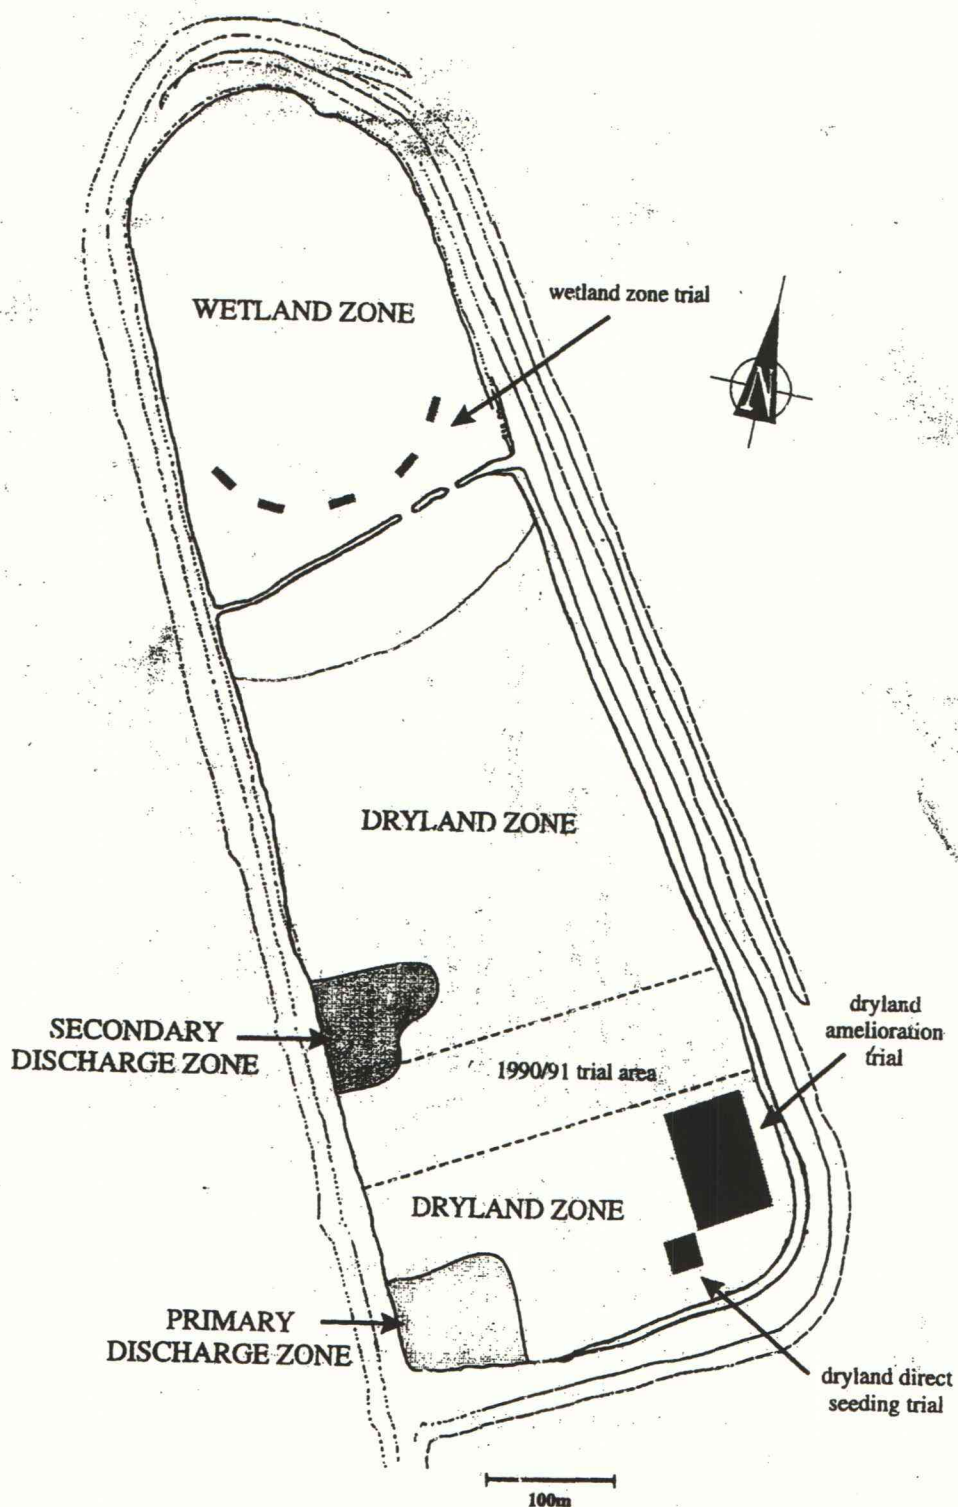 WETLAND ZONE
wetland zone trial
N
DRYLAND ZONE
SECONDARY
DISCHARGE ZONE
1990/91 trial area
dryland
amelioration
trial
DRYLAND ZONE
PRIMARY
DISCHARGE ZONE
dryland direct
seeding trial
100m